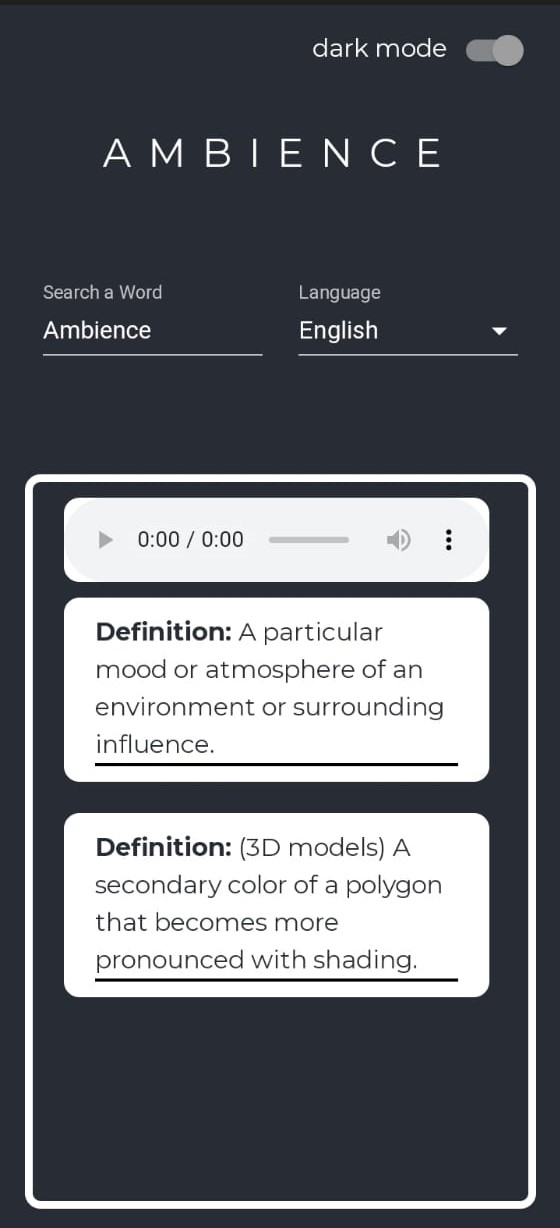 dark mode
AMBIENCE
Search a Word
Language
Ambience
English
0:00 / 0:00
Definition: A particular
mood or atmosphere of an
environment or surrounding
influence.
Definition: (3D models) A
secondary color of a polygon
that becomes more
pronounced with shading.